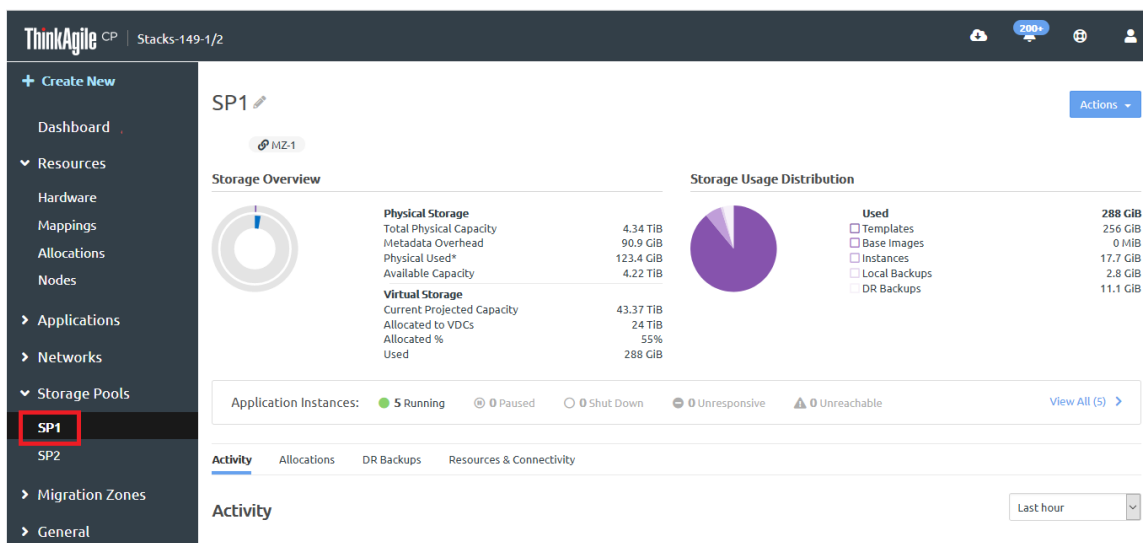 ThinkAgile CP | Stacks-149-1/2
200+
+ Create New
Dashboard
Resources
Hardware
Mappings
Allocations
Nodes
Applications
Networks
Storage Pools
SP1
SP2
Migration Zones
General
SP1
Actions
MZ-1
Storage Overview
Physical Storage
Total Physical Capacity 4.34 TiB
Metadata Overhead 90.9 GiB
Physical Used* 123.4 GiB
Available Capacity 4.22 TiB
Virtual Storage
Current Projected Capacity 43.37 TiB
Allocated to VDCs 24 TiB
Allocated % 55%
Used 288 GiB
Storage Usage Distribution
Used 288 GiB
Templates 256 GiB
Base Images 0 MiB
Instances 17.7 GiB
Local Backups 2.8 GiB
DR Backups 11.1 GiB
Application Instances: 5 Running 0 Paused 0 Shut Down 0 Unresponsive 0 Unreachable View All (5)
Activity Allocations DR Backups Resources & Connectivity
Activity
Last hour